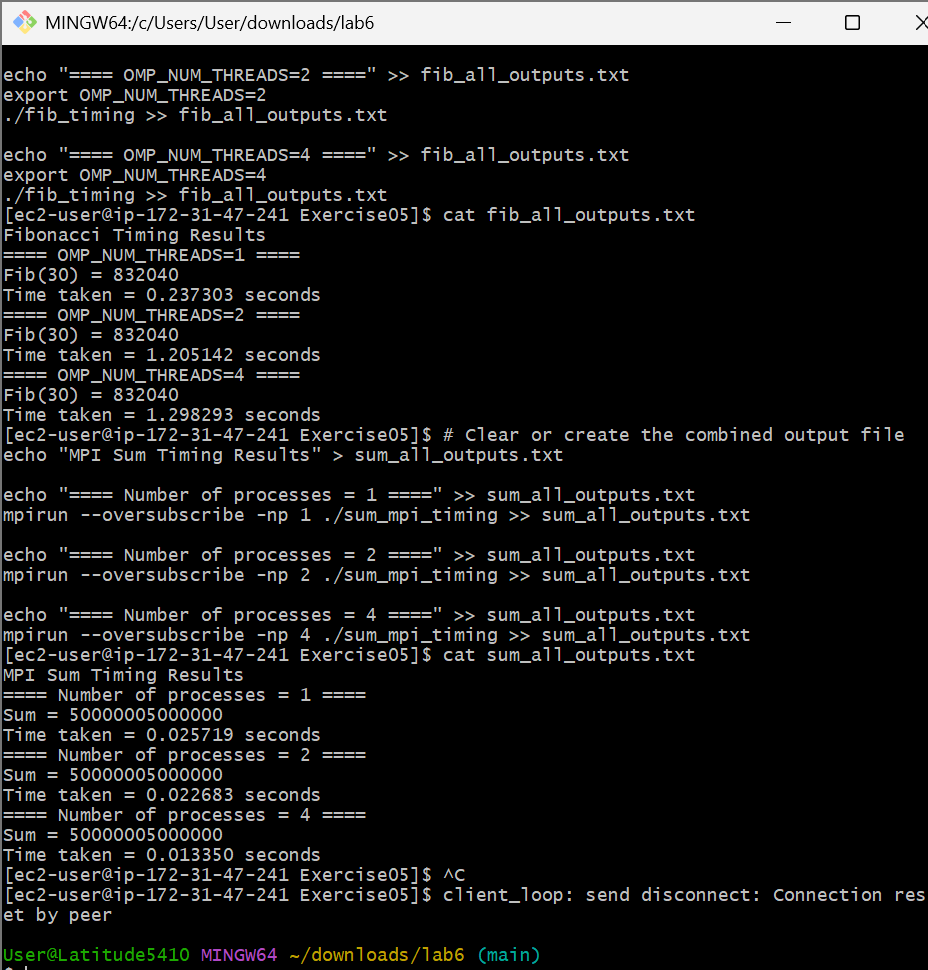 MINGW64:/c/Users/User/downloads/lab6
echo "==== OMP_NUM_THREADS=2 ====" >> fib_all_outputs.txt
export OMP_NUM_THREADS=2
./fib_timing >> fib_all_outputs.txt
echo "==== OMP_NUM_THREADS=4 ====" >> fib_all_outputs.txt
export OMP_NUM_THREADS=4
./fib_timing >> fib_all_outputs.txt
[ec2-user@ip-172-31-47-241 Exercise05]$ cat fib_all_outputs.txt
Fibonacci Timing Results
==== OMP_NUM_THREADS=1 ====
Fib(30) = 832040
Time taken = 0.237303 seconds
==== OMP_NUM_THREADS=2 ====
Fib(30) = 832040
Time taken = 1.205142 seconds
==== OMP_NUM_THREADS=4 ====
Fib(30) = 832040
Time taken = 1.298293 seconds
[ec2-user@ip-172-31-47-241 Exercise05]$ # Clear or create the combined output file
echo "MPI Sum Timing Results" > sum_all_outputs.txt
echo "==== Number of processes = 1 ====" >> sum_all_outputs.txt
mpirun --oversubscribe -np 1 ./sum_mpi_timing >> sum_all_outputs.txt
echo "==== Number of processes = 2 ====" >> sum_all_outputs.txt
mpirun --oversubscribe -np 2 ./sum_mpi_timing >> sum_all_outputs.txt
echo "==== Number of processes = 4 ====" >> sum_all_outputs.txt
mpirun --oversubscribe -np 4 ./sum_mpi_timing >> sum_all_outputs.txt
[ec2-user@ip-172-31-47-241 Exercise05]$ cat sum_all_outputs.txt
MPI Sum Timing Results
==== Number of processes = 1 ====
Sum = 50000005000000
Time taken = 0.025719 seconds
==== Number of processes = 2 ====
Sum = 50000005000000
Time taken = 0.022683 seconds
==== Number of processes = 4 ====
Sum = 50000005000000
Time taken = 0.013350 seconds
[ec2-user@ip-172-31-47-241 Exercise05]$ ^C
[ec2-user@ip-172-31-47-241 Exercise05]$ client_loop: send disconnect: Connection res
et by peer
User@Latitude5410 MINGW64 ~/downloads/lab6 (main)